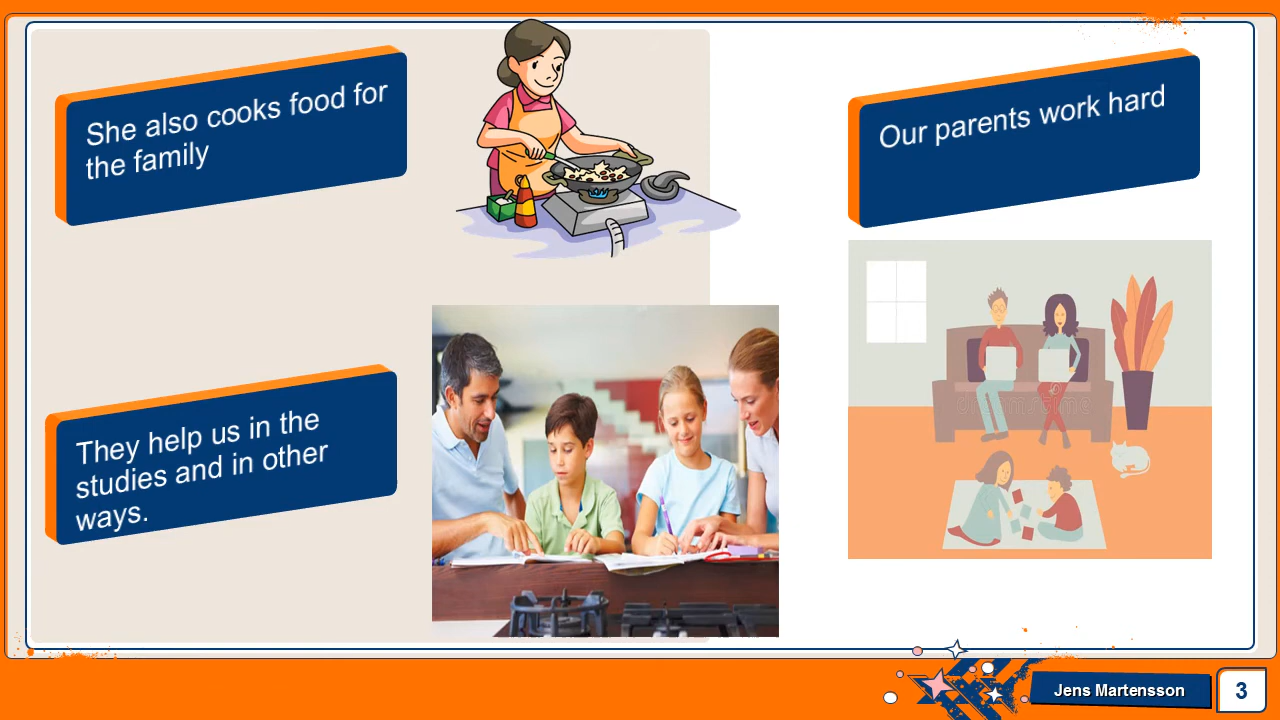 She also cooks food for
the family
Our parents work hard
They help us in the
studies and in other
ways.
dreamstime
Jens Martensson
3